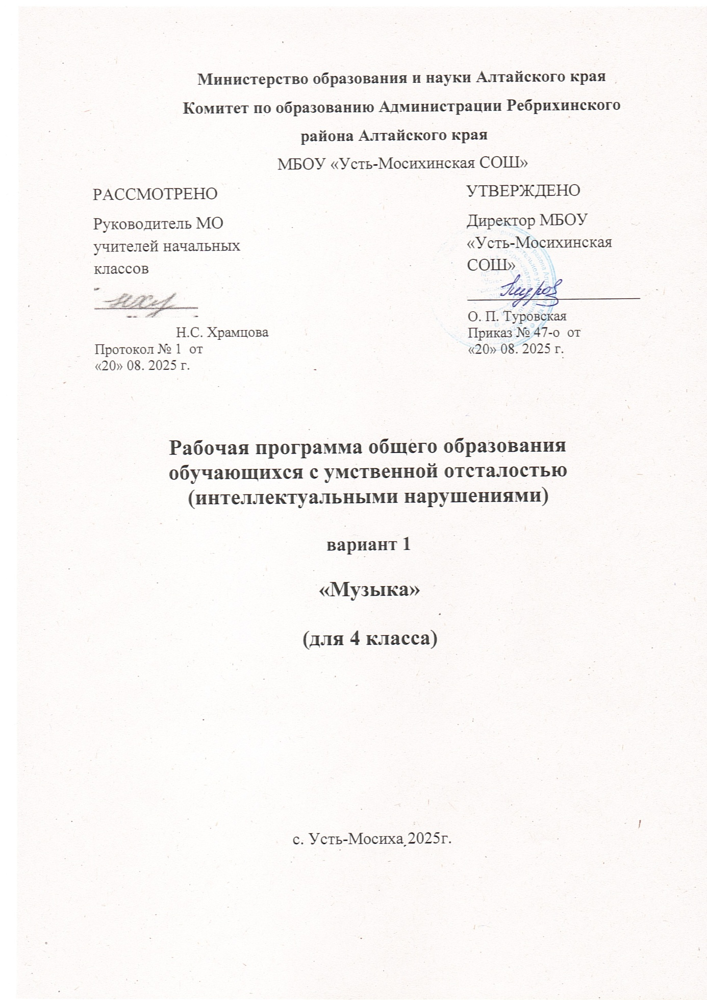 Министерство образования и науки Алтайского края
Комитет по образованию Администрации Ребрихинского
района Алтайского края
МБОУ «Усть-Мосихинская СОШ»
РАССМОТРЕНО
Руководитель МО
учителей начальных
классов
Н.С. Храмцова
Протокол № 1 от
«20» 08. 2025 г.
УТВЕРЖДЕНО
Директор МБОУ
«Усть-Мосихинская
СОШ»
О. П. Туровская
Приказ № 47-о от
«20» 08. 2025 г.
Рабочая программа общего образования
обучающихся с умственной отсталостью
(интеллектуальными нарушениями)
вариант 1
«Музыка»
(для 4 класса)
с. Усть-Мосиха 2025г.